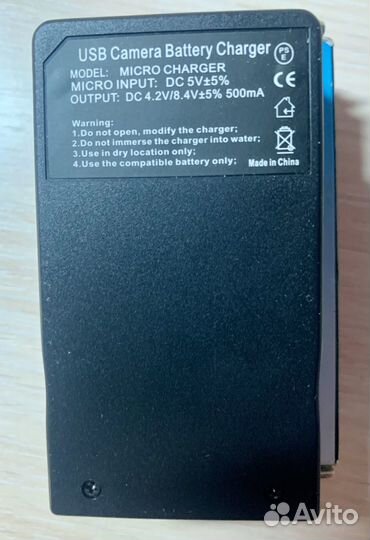 USB Camera Battery Charger
PS
E
MODEL: MICRO CHARGER
MICRO INPUT: DC 5V±5%
OUTPUT: DC 4.2V/8.4V±5% 500mA
CE
Warning:
1.Do not open, modify the charger;
2.Do not immerse the charger into water;
3.Use in dry location only;
4.Use the compatible battery only;
Made in China
Avito